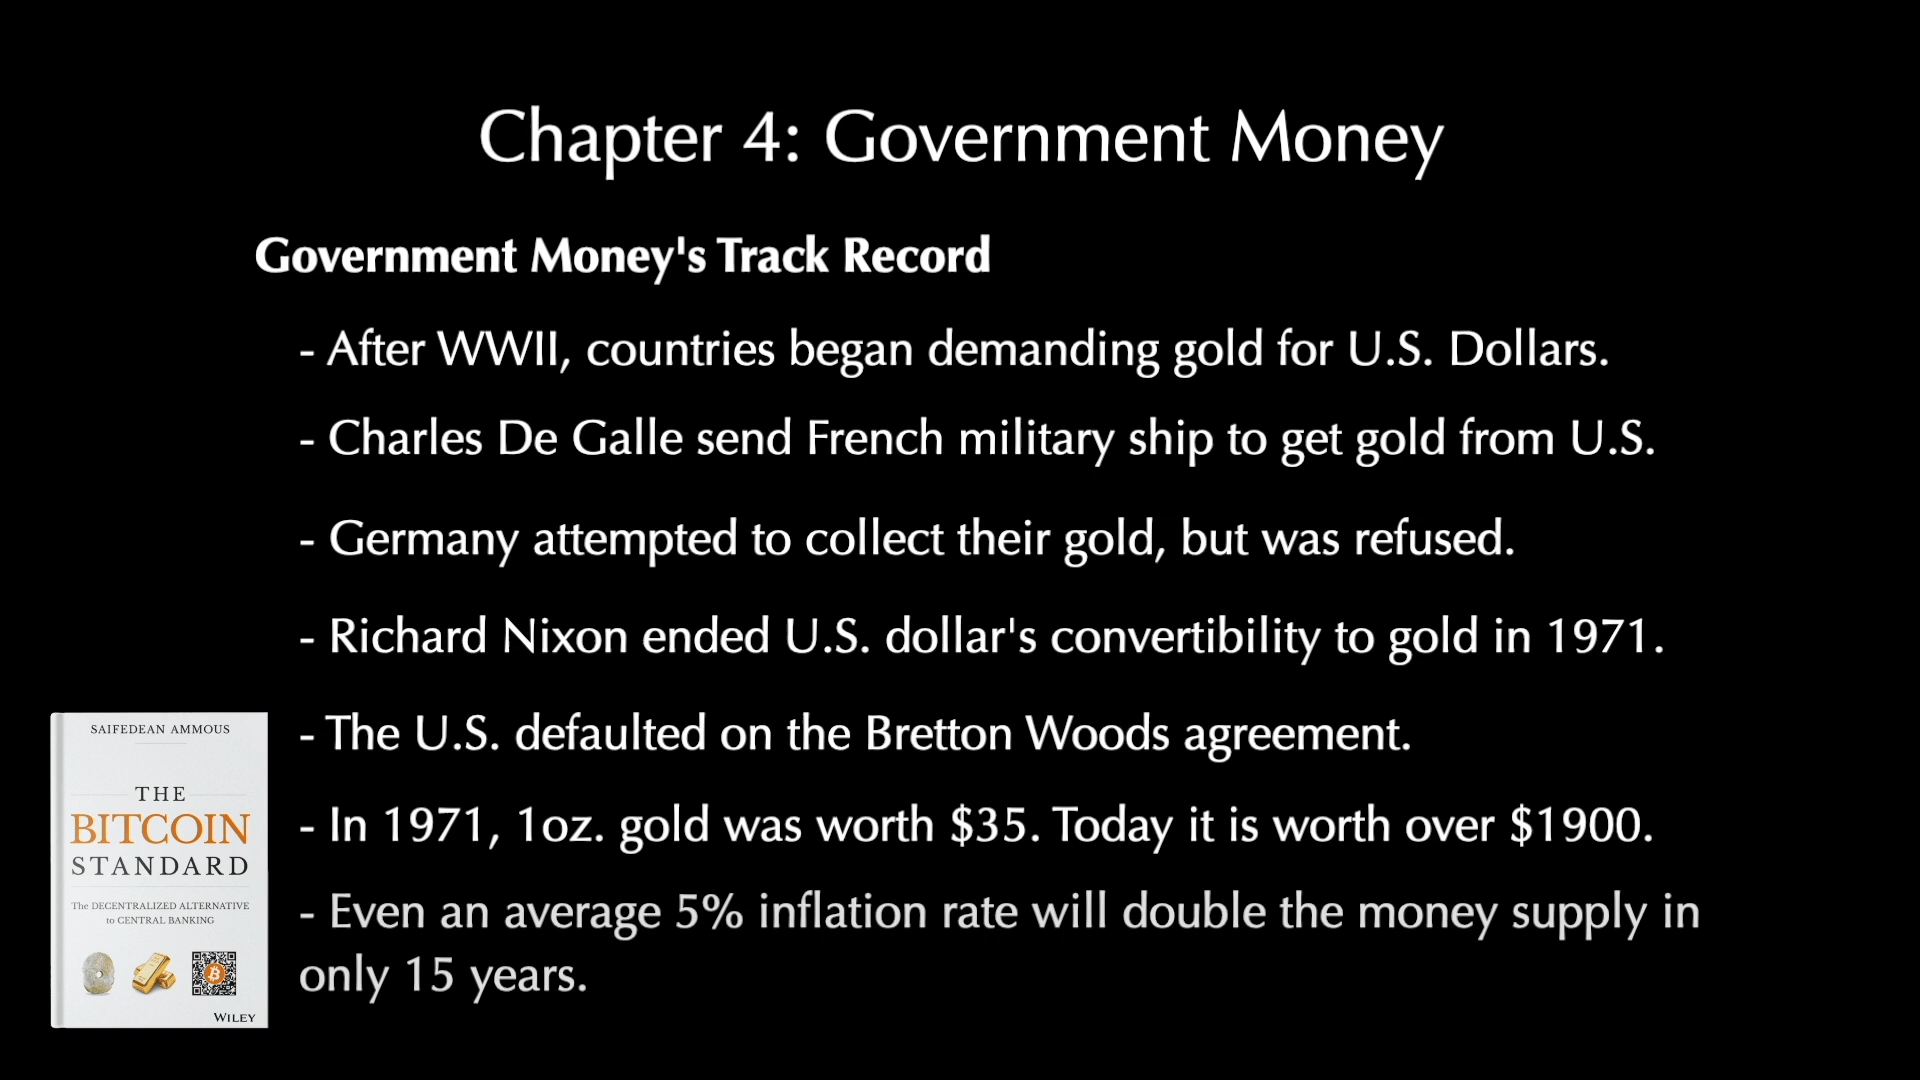 Chapter 4: Government Money
Government Money's Track Record
- After WWII, countries began demanding gold for U.S. Dollars.
- Charles De Galle send French military ship to get gold from U.S.
- Germany attempted to collect their gold, but was refused.
- Richard Nixon ended U.S. dollar's convertibility to gold in 1971.
- The U.S. defaulted on the Bretton Woods agreement.
- In 1971, 1oz. gold was worth $35. Today it is worth over $1900.
- Even an average 5% inflation rate will double the money supply in
only 15 years.
SAIFEDEAN AMMOUS
THE
BITCOIN
STANDARD
The DECENTRALIZED ALTERNATIVE
to CENTRAL BANKING
WILEY